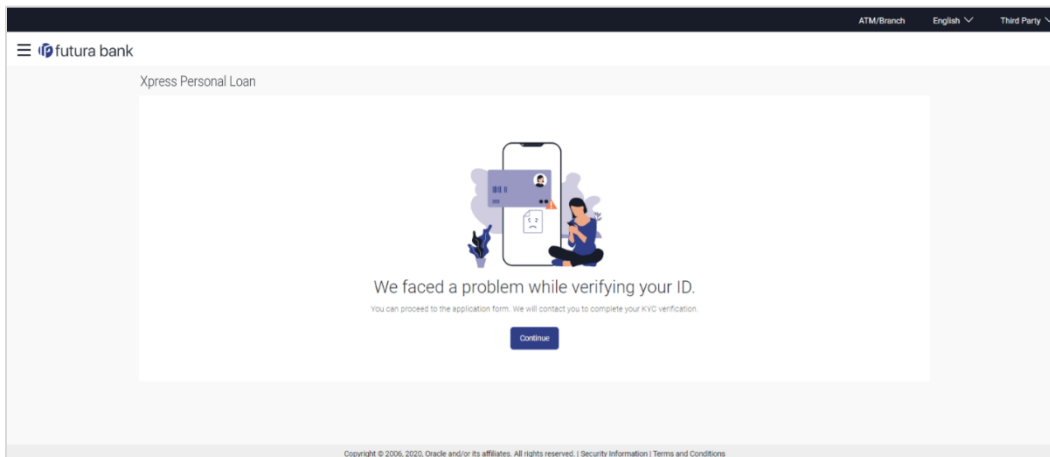 ATM/Branch English Third Party
futura bank
Xpress Personal Loan
We faced a problem while verifying your ID.
You can proceed to the application form. We will contact you to complete your KYC verification.
Continue
Copyright © 2006, 2020, Oracle and/or its affiliates. All rights reserved. | Security Information | Terms and Conditions